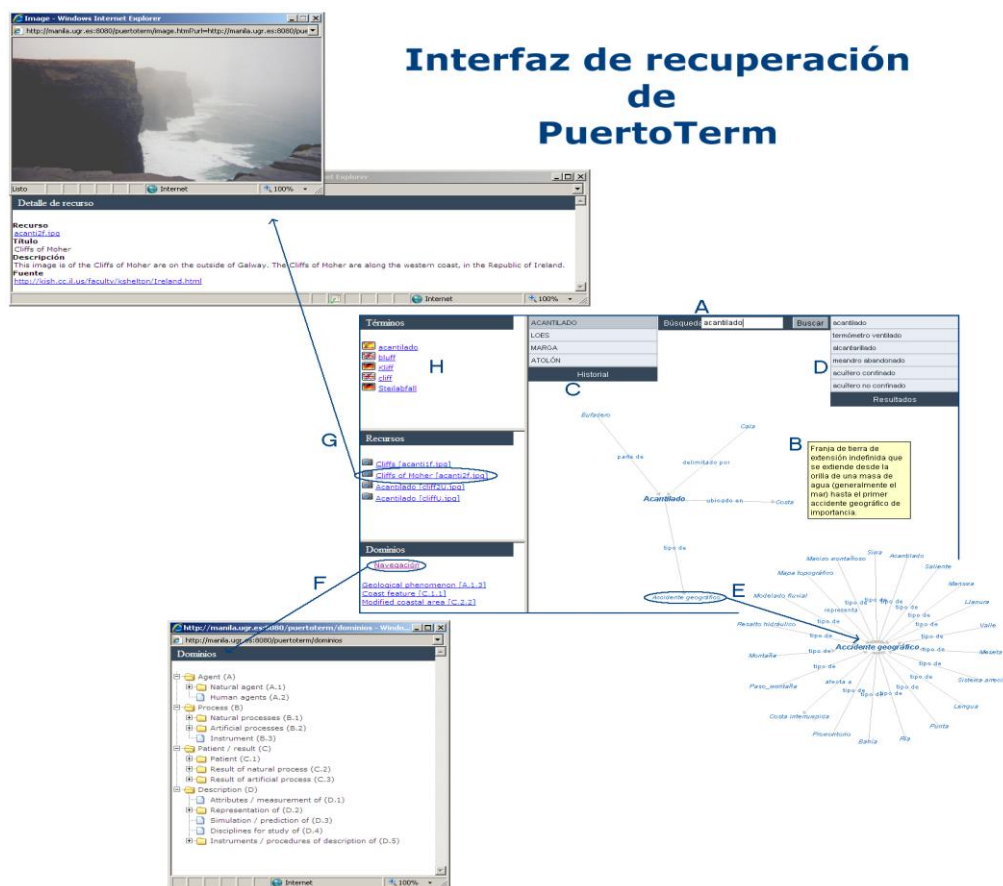 Image - Windows Internet Explorer
http://manila.ugr.es:8080/puertoterm/image.html?url=http://manila.ugr.es:8080/pue
Interfaz de recuperación
de
PuertoTerm
Listo
Internet
100%
net Explorer
Detalle de recurso
Recurso
acanti2f.jpg
Título
Cliffs of Moher
Descripción
This image is of the Cliffs of Moher are on the outside of Galway. The Cliffs of Moher are along the western coast, in the Republic of Ireland.
Fuente
http://kish.cc.il.us/faculty/kshelton/Ireland.html
Internet
100%
A
Términos
acantilado
bluff
Kliff
cliff
Steilabfall
H
ACANTILADO
LOES
MARGA
ATOLÓN
Historial
C
Búsqueda
acantilado
Buscar
acantilado
termómetro ventilado
alcantarillado
meandro abandonado
acuífero confinado
acuífero no confinado
Resultados
D
G
Recursos
Cliffs [acanti1f.jpg]
Cliffs of Moher [acanti2f.jpg]
Acantilado [cliff2U.jpg]
Acantilado [cliffU.jpg]
Bufadero
Cala
parte de
delimitado por
Acantilado
ubicado en
Costa
tipo de
Accidente geográfico
B
Franja de tierra de
extensión indefinida que
se extiende desde la
orilla de una masa de
agua (generalmente el
mar) hasta el primer
accidente geográfico de
importancia.
F
Dominios
Navegación
Geological phenomenon [A.1.3]
Coast feature [C.1.1]
Modified coastal area [C.2.2]
E
Acantilado
Macizo montañoso
Saliente
Mapa topográfico
Meseta
Modelado fluvial
Llanura
representa
tipo de
Resalto hidráulico
Valle
Accidente geográfico
Montaña
Paso_montaña
afecta a
Lengua
Punta
Promontorio
Bahía
Ría
http://manila.ugr.es:8080/puertoterm/dominios - Windo...
http://manila.ugr.es:8080/puertoterm/dominios
Dominios
Agent (A)
Natural agent (A.1)
Human agents (A.2)
Process (B)
Natural processes (B.1)
Artificial processes (B.2)
Instrument (B.3)
Patient / result (C)
Patient (C.1)
Result of natural process (C.2)
Result of artificial process (C.3)
Description (D)
Attributes / measurement of (D.1)
Representation of (D.2)
Simulation / prediction of (D.3)
Disciplines for study of (D.4)
Instruments / procedures of description of (D.5)
Internet
100%